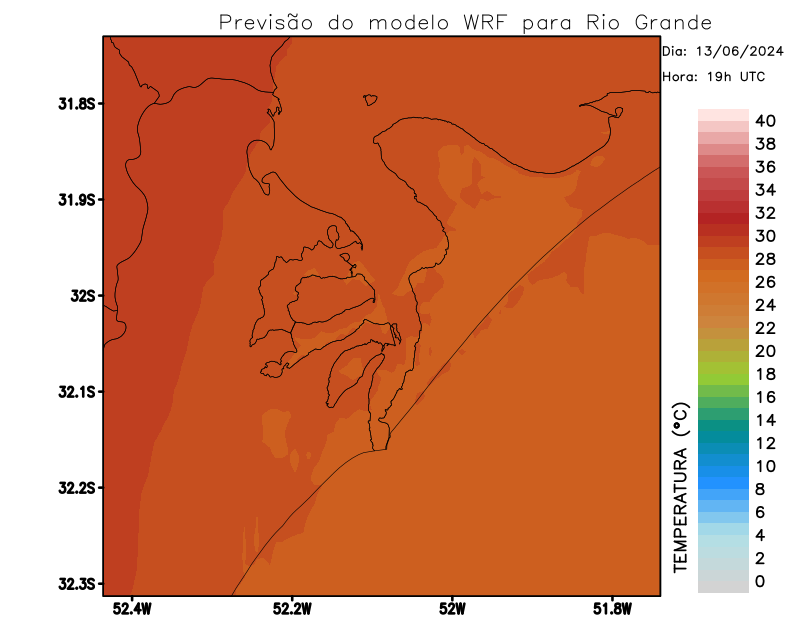 Previsão do modelo WRF para Rio Grande
Dia: 13/06/2024
Hora: 19h UTC
31.8S
31.9S
32S
32.1S
32.2S
32.3S
52.4W
52.2W
52W
51.8W
40
38
36
34
32
30
28
26
24
22
20
18
16
14
12
10
8
6
4
2
0
TEMPERATURA (°C)